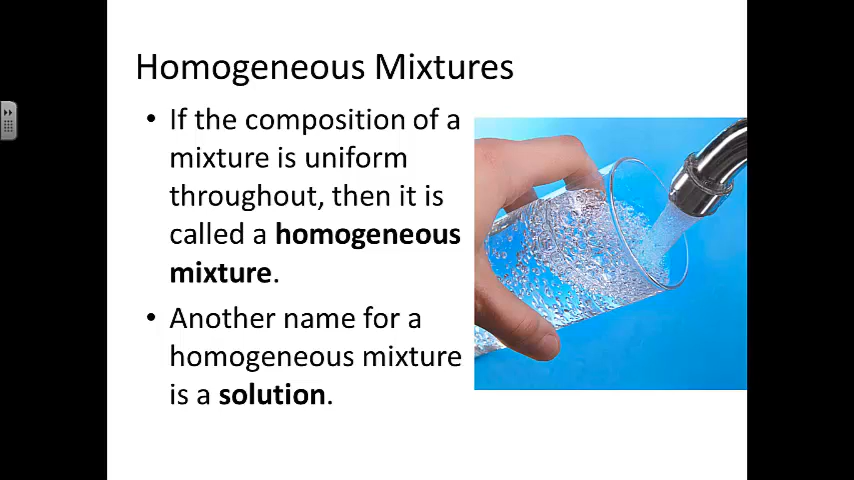 Homogeneous Mixtures
• If the composition of a
mixture is uniform
throughout, then it is
called a homogeneous
mixture.
• Another name for a
homogeneous mixture
is a solution.